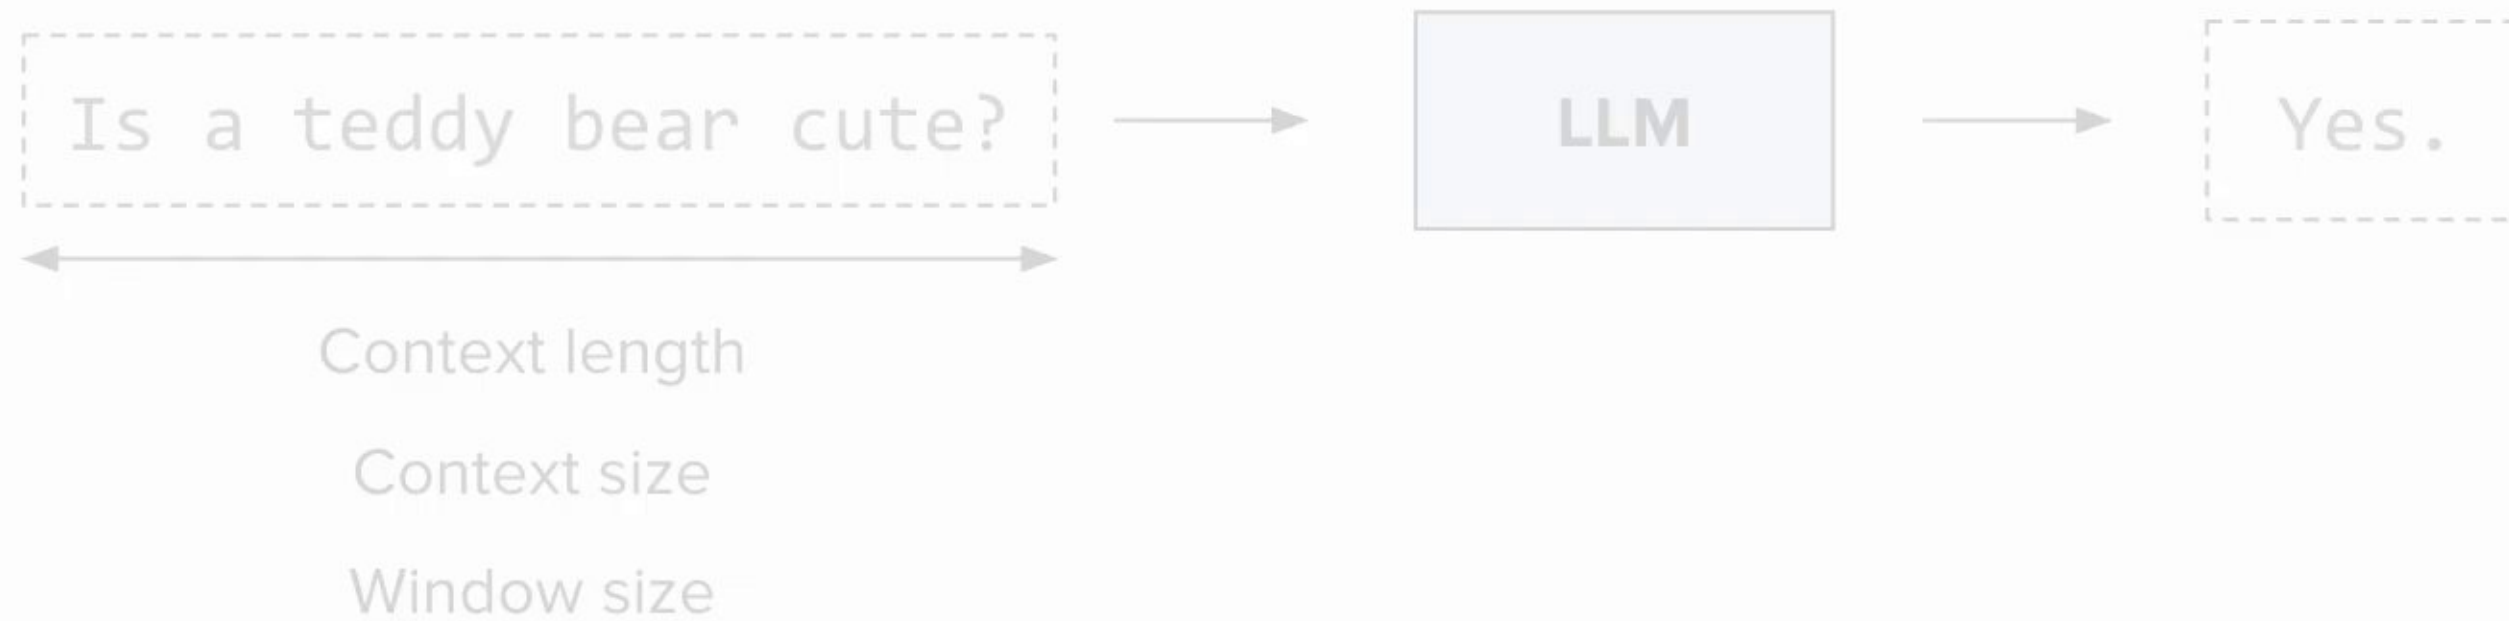 Is a teddy bear cute?
LLM
Yes.
Context length
Context size
Window size